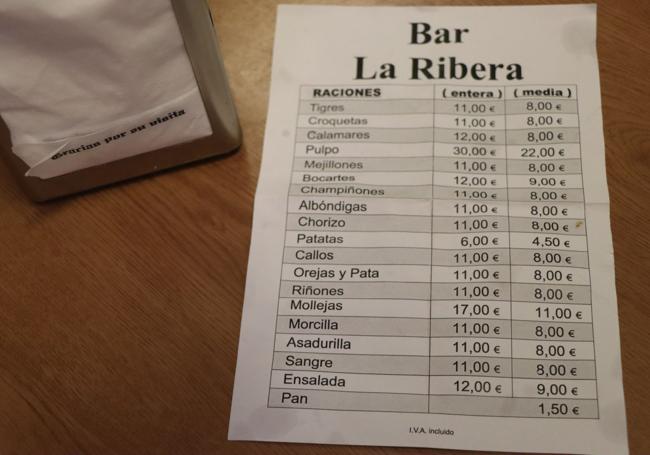 Gracias por su visita
Bar
La Ribera
RACIONES ( entera ) ( media )
Tigres 11,00 € 8,00 €
Croquetas 11,00 € 8,00 €
Calamares 12,00 € 8,00 €
Pulpo 30,00 € 22,00 €
Mejillones 11,00 € 8,00 €
Bocartes 12,00 € 9,00 €
Champiñones 11,00 € 8,00 €
Albóndigas 11,00 € 8,00 €
Chorizo 11,00 € 8,00 €
Patatas 6,00 € 4,50 €
Callos 11,00 € 8,00 €
Orejas y Pata 11,00 € 8,00 €
Riñones 11,00 € 8,00 €
Mollejas 17,00 € 11,00 €
Morcilla 11,00 € 8,00 €
Asadurilla 11,00 € 8,00 €
Sangre 11,00 € 8,00 €
Ensalada 12,00 € 9,00 €
Pan 1,50 €
I.V.A. incluido